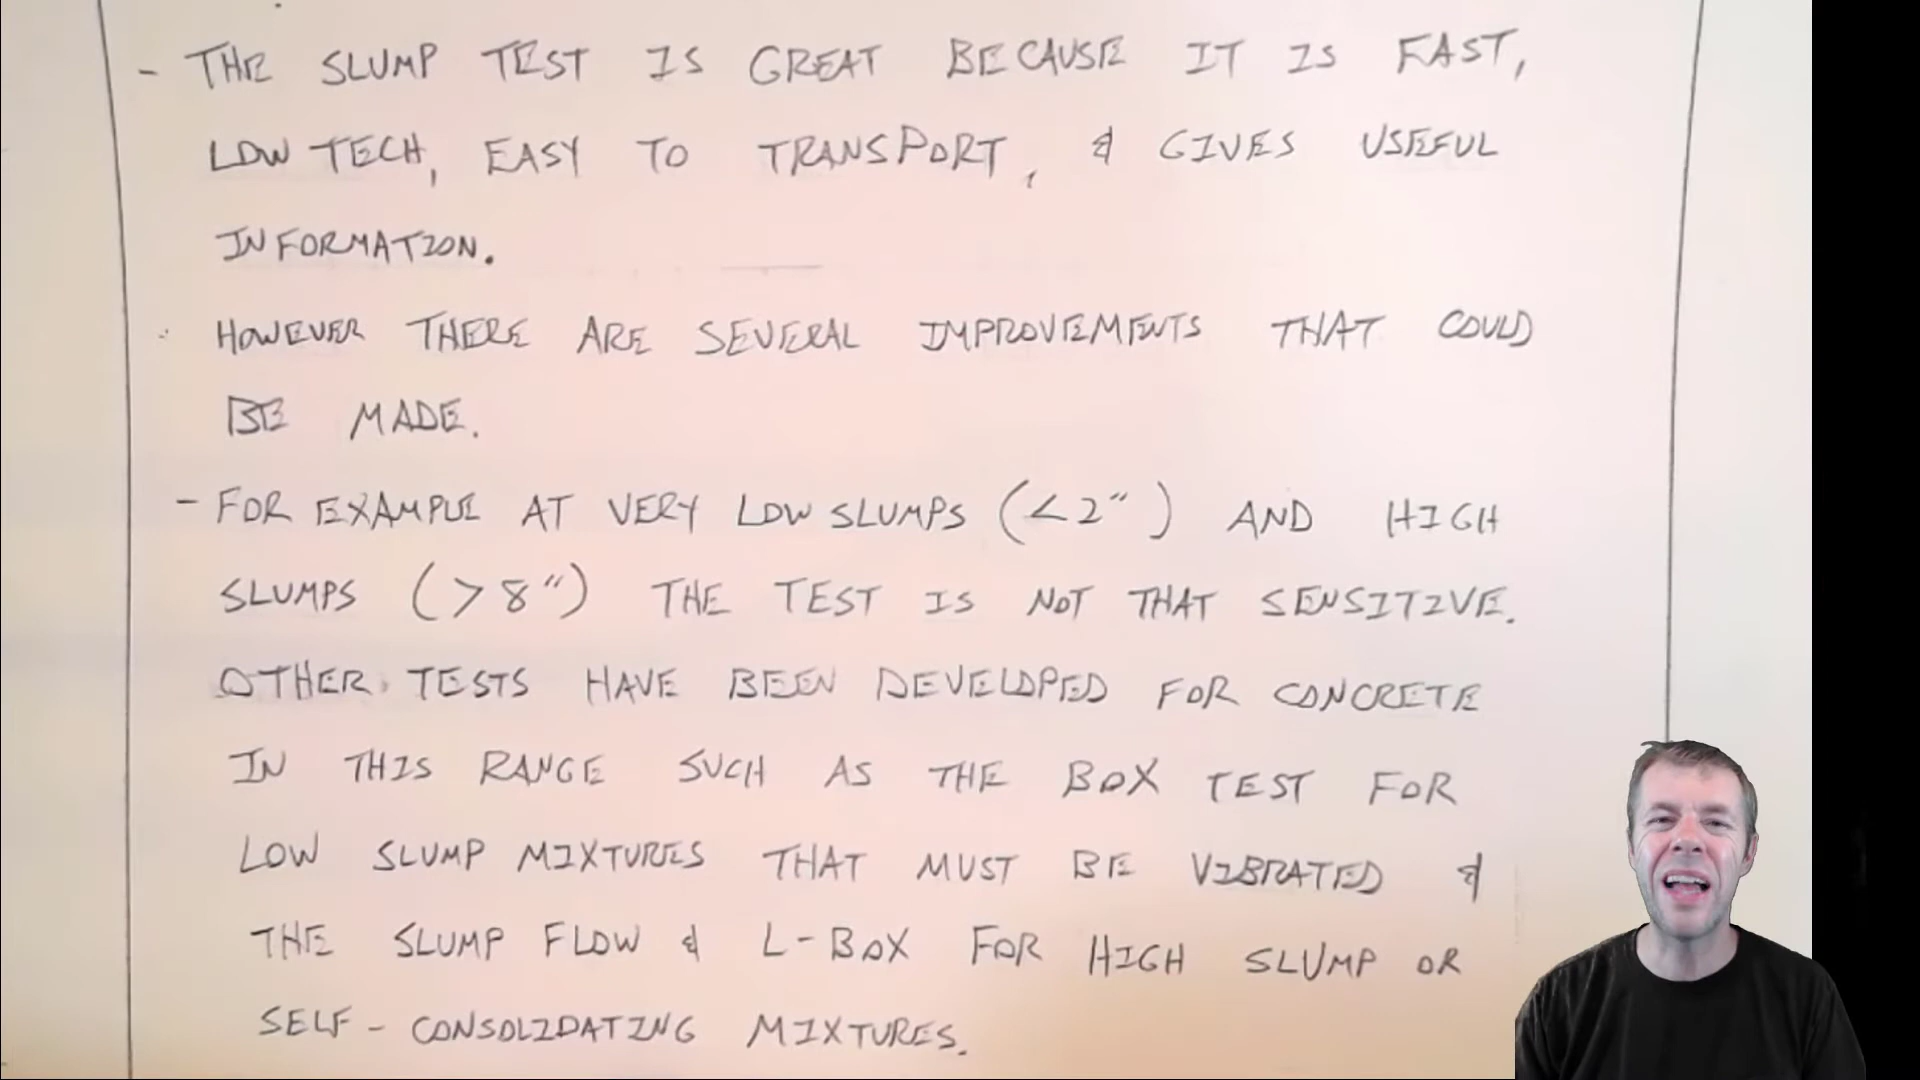 - THE SLUMP TEST IS GREAT BECAUSE IT IS FAST,
LOW TECH, EASY TO TRANSPORT, & GIVES USEFUL
INFORMATION.
HOWEVER THERE ARE SEVERAL IMPROVEMENTS THAT COULD
BE MADE.
- FOR EXAMPLE AT VERY LOW SLUMPS (<2") AND HIGH
SLUMPS (>8") THE TEST IS NOT THAT SENSITIVE.
OTHER TESTS HAVE BEEN DEVELOPED FOR CONCRETE
IN THIS RANGE SUCH AS THE BOX TEST FOR
LOW SLUMP MIXTURES THAT MUST BE VIBRATED &
THE SLUMP FLOW & L-BOX FOR HIGH SLUMP OR
SELF-CONSOLIDATING MIXTURES.